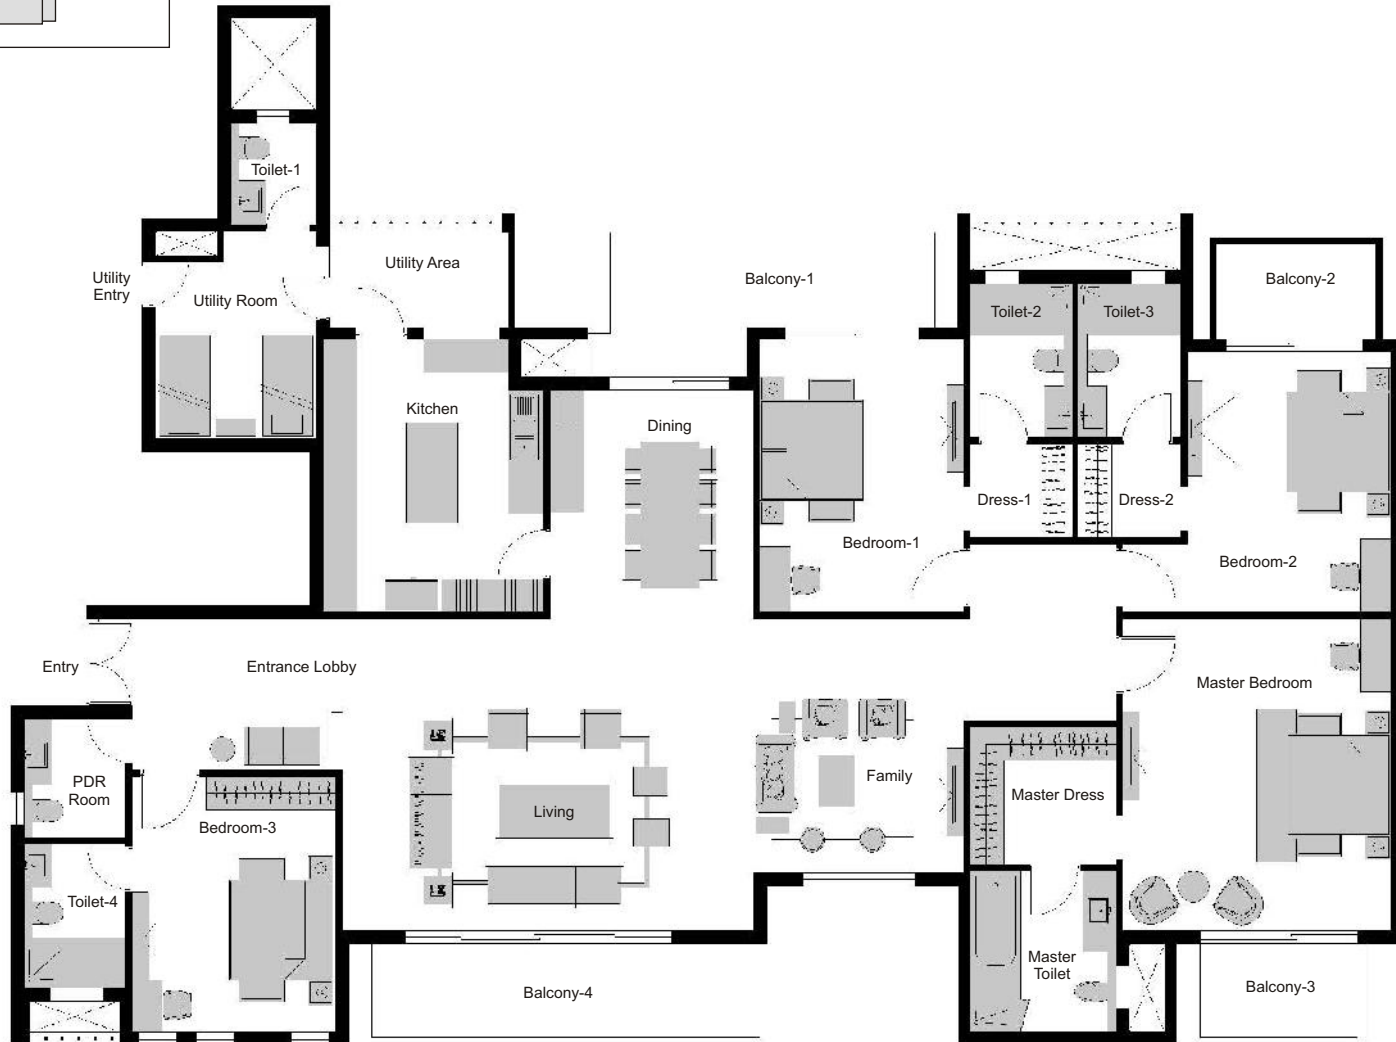 Toilet-1
Utility
Entry
Utility Room
Utility Area
Balcony-1
Toilet-2
Toilet-3
Balcony-2
Kitchen
Dining
Bedroom-1
Dress-1
Dress-2
Bedroom-2
Entry
Entrance Lobby
Master Bedroom
PDR
Room
Bedroom-3
Living
Family
Master Dress
Toilet-4
Balcony-4
Master
Toilet
Balcony-3